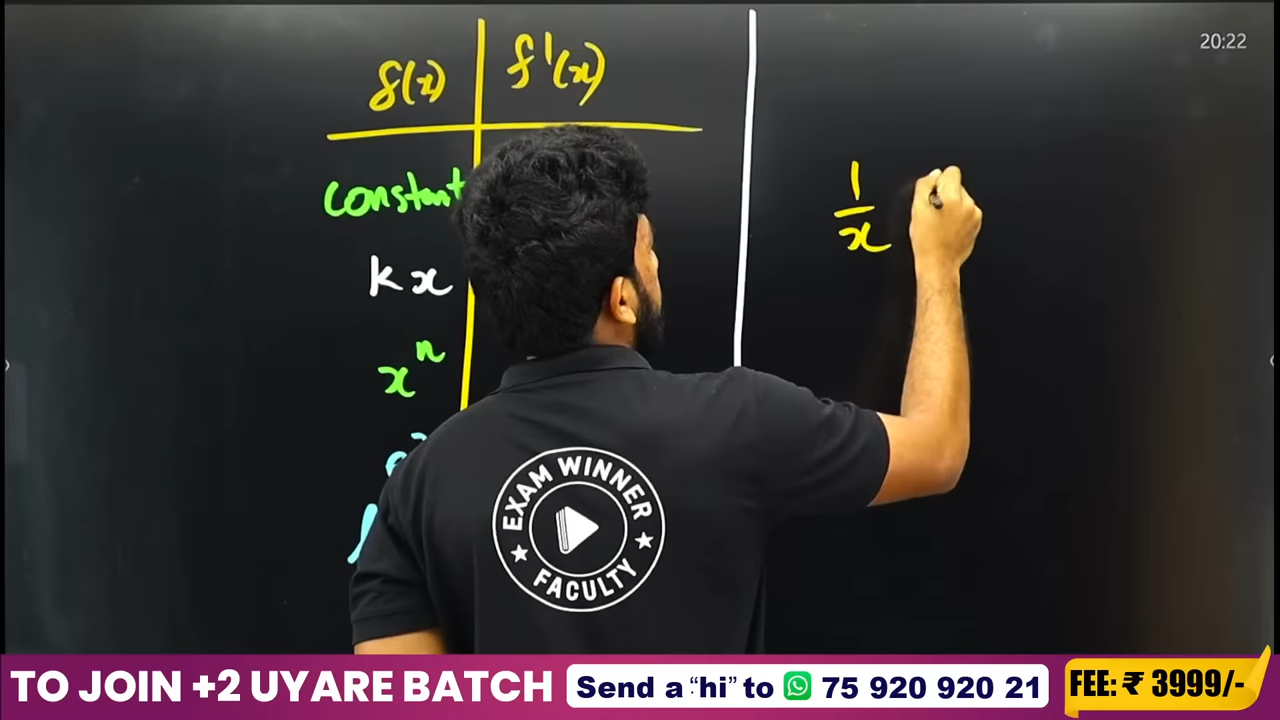 20:22
f(x) f'(x)
constant
kx
x^n
1/x
EXAM WINNER
FACULTY
TO JOIN +2 UYARE BATCH
Send a “hi” to 75 920 920 21
FEE: ₹ 3999/-